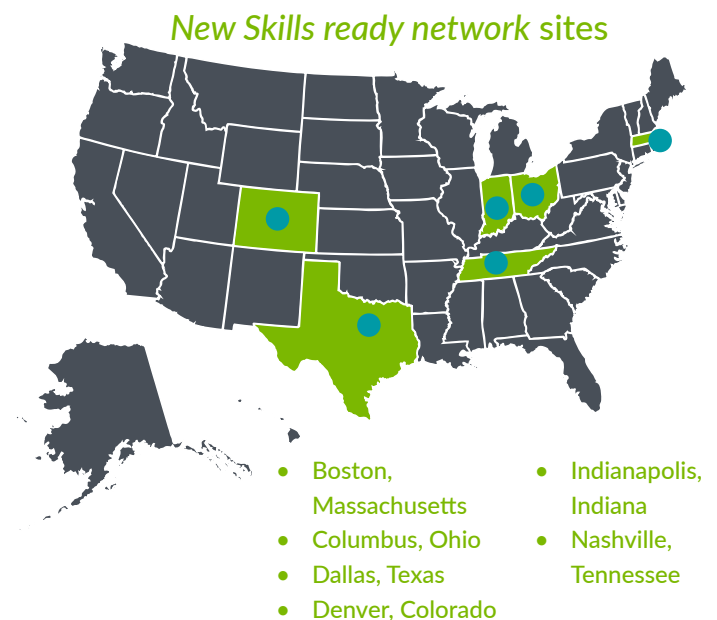 New Skills ready network sites
• Boston,
Massachusetts
• Columbus, Ohio
• Dallas, Texas
• Denver, Colorado
• Indianapolis,
Indiana
• Nashville,
Tennessee